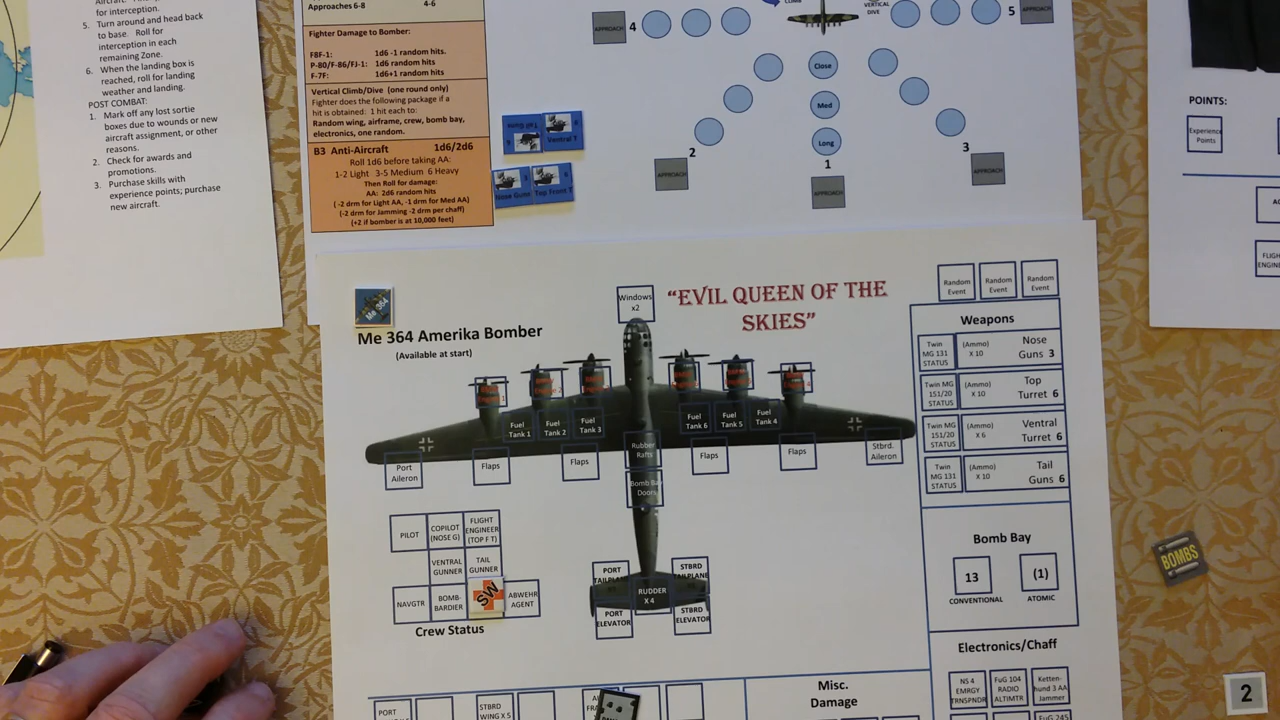 for interception.
5. Turn around and head back
to base. Roll for
interception in each
remaining Zone.
6. When the landing box is
reached, roll for landing
weather and landing.
POST COMBAT:
1. Mark off any lost sortie
boxes due to wounds or new
aircraft assignment, or other
reasons.
2. Check for awards and
promotions.
3. Purchase skills with
experience points; purchase
new aircraft.
Approaches 6-8 4-6
Fighter Damage to Bomber:
F8F-1: 1d6 -1 random hits.
P-80/F-86/FJ-1: 1d6 random hits
F-7F: 1d6+1 random hits
Vertical Climb/Dive (one round only)
Fighter does the following package if a
hit is obtained: 1 hit each to:
Random wing, airframe, crew, bomb bay,
electronics, one random.
B3 Anti-Aircraft 1d6/2d6
Roll 1d6 before taking AA:
1-2 Light 3-5 Medium 6 Heavy
Then Roll for damage:
AA: 2d6 random hits
( -2 drm for Light AA, -1 drm for Med AA)
(-2 drm for Jamming -2 drm per chaff)
(+2 if bomber is at 10,000 feet)
Tail Guns
Ventral T
Nose Guns
Top Front T
VERTICAL
DIVE
APPROACH 4
5 APPROACH
Close
Med
Long
2
APPROACH
1
APPROACH
3
APPROACH
POINTS:
Experience
Points
Me 364
Me 364 Amerika Bomber
(Available at start)
Windows
x2
"EVIL QUEEN OF THE
SKIES"
Random
Event
Random
Event
Random
Event
Fuel
Tank 1
Fuel
Tank 2
Fuel
Tank 3
Fuel
Tank 6
Fuel
Tank 5
Fuel
Tank 4
Rubber
Rafts
Bomb Bay
Doors
Port
Aileron
Flaps
Flaps
Flaps
Flaps
Stbrd.
Aileron
PORT
TAILPLANE
STBRD
TAILPLANE
RUDDER
X 4
PORT
ELEVATOR
STBRD
ELEVATOR
PILOT
COPILOT
(NOSE G)
FLIGHT
ENGINEER
(TOP F T)
VENTRAL
GUNNER
TAIL
GUNNER
NAVGTR
BOMB-
BARDIER
SW
ABWEHR
AGENT
Crew Status
Weapons
Twin
MG 131
STATUS
(Ammo)
X 10
Nose
Guns 3
Twin MG
151/20
STATUS
(Ammo)
X 10
Top
Turret 6
Twin MG
151/20
STATUS
(Ammo)
X 6
Ventral
Turret 6
Twin
MG 131
STATUS
(Ammo)
X 10
Tail
Guns 6
Bomb Bay
13
CONVENTIONAL
(1)
ATOMIC
Electronics/Chaff
NS 4
EMRGY
TRNSPNDR
FuG 104
RADIO
ALTIMTR
Ketten-
hund 3 AA
Jammer
FuG 245
BOMBS
2
PORT
STBRD
WING X 5
Misc.
Damage